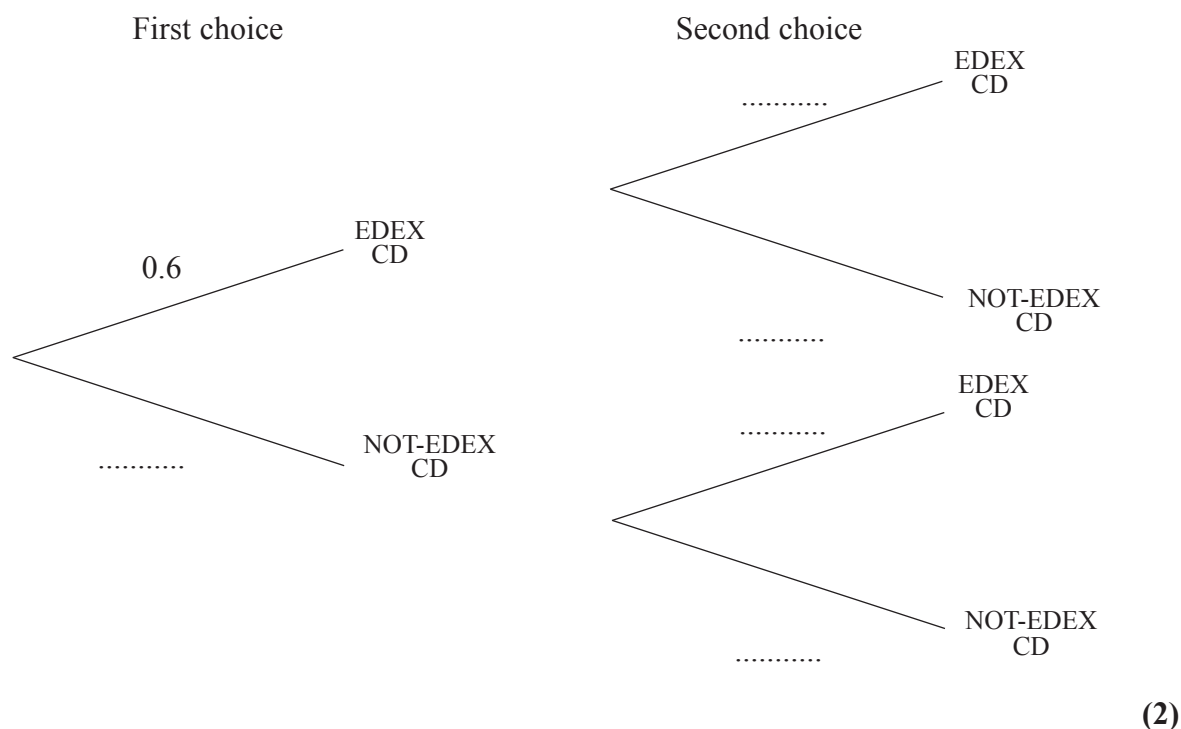 First choice
Second choice
EDEX
CD
...........
EDEX
CD
0.6
NOT-EDEX
CD
...........
EDEX
CD
...........
NOT-EDEX
CD
...........
NOT-EDEX
CD
...........
(2)